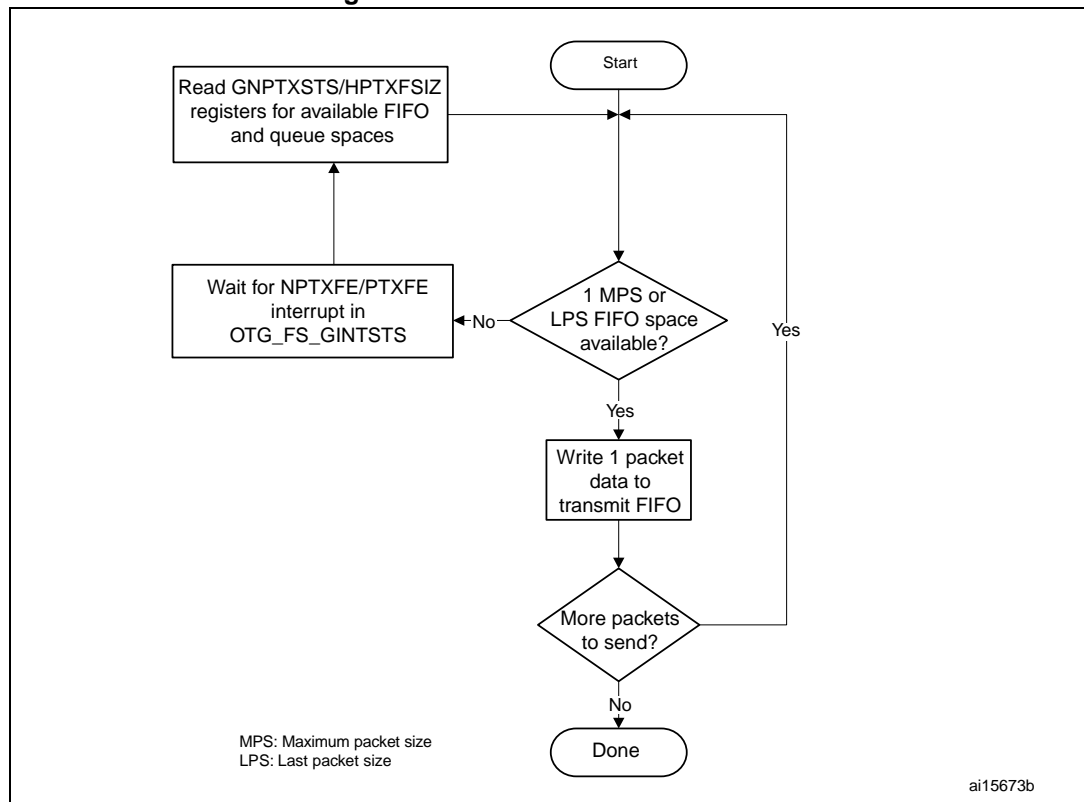 Start
Read GNPTXSTS/HPTXFSIZ
registers for available FIFO
and queue spaces
Wait for NPTXFE/PTXFE
interrupt in
OTG_FS_GINTSTS
No
1 MPS or
LPS FIFO space
available?
Yes
Yes
Write 1 packet
data to
transmit FIFO
More packets
to send?
No
Done
MPS: Maximum packet size
LPS: Last packet size
ai15673b